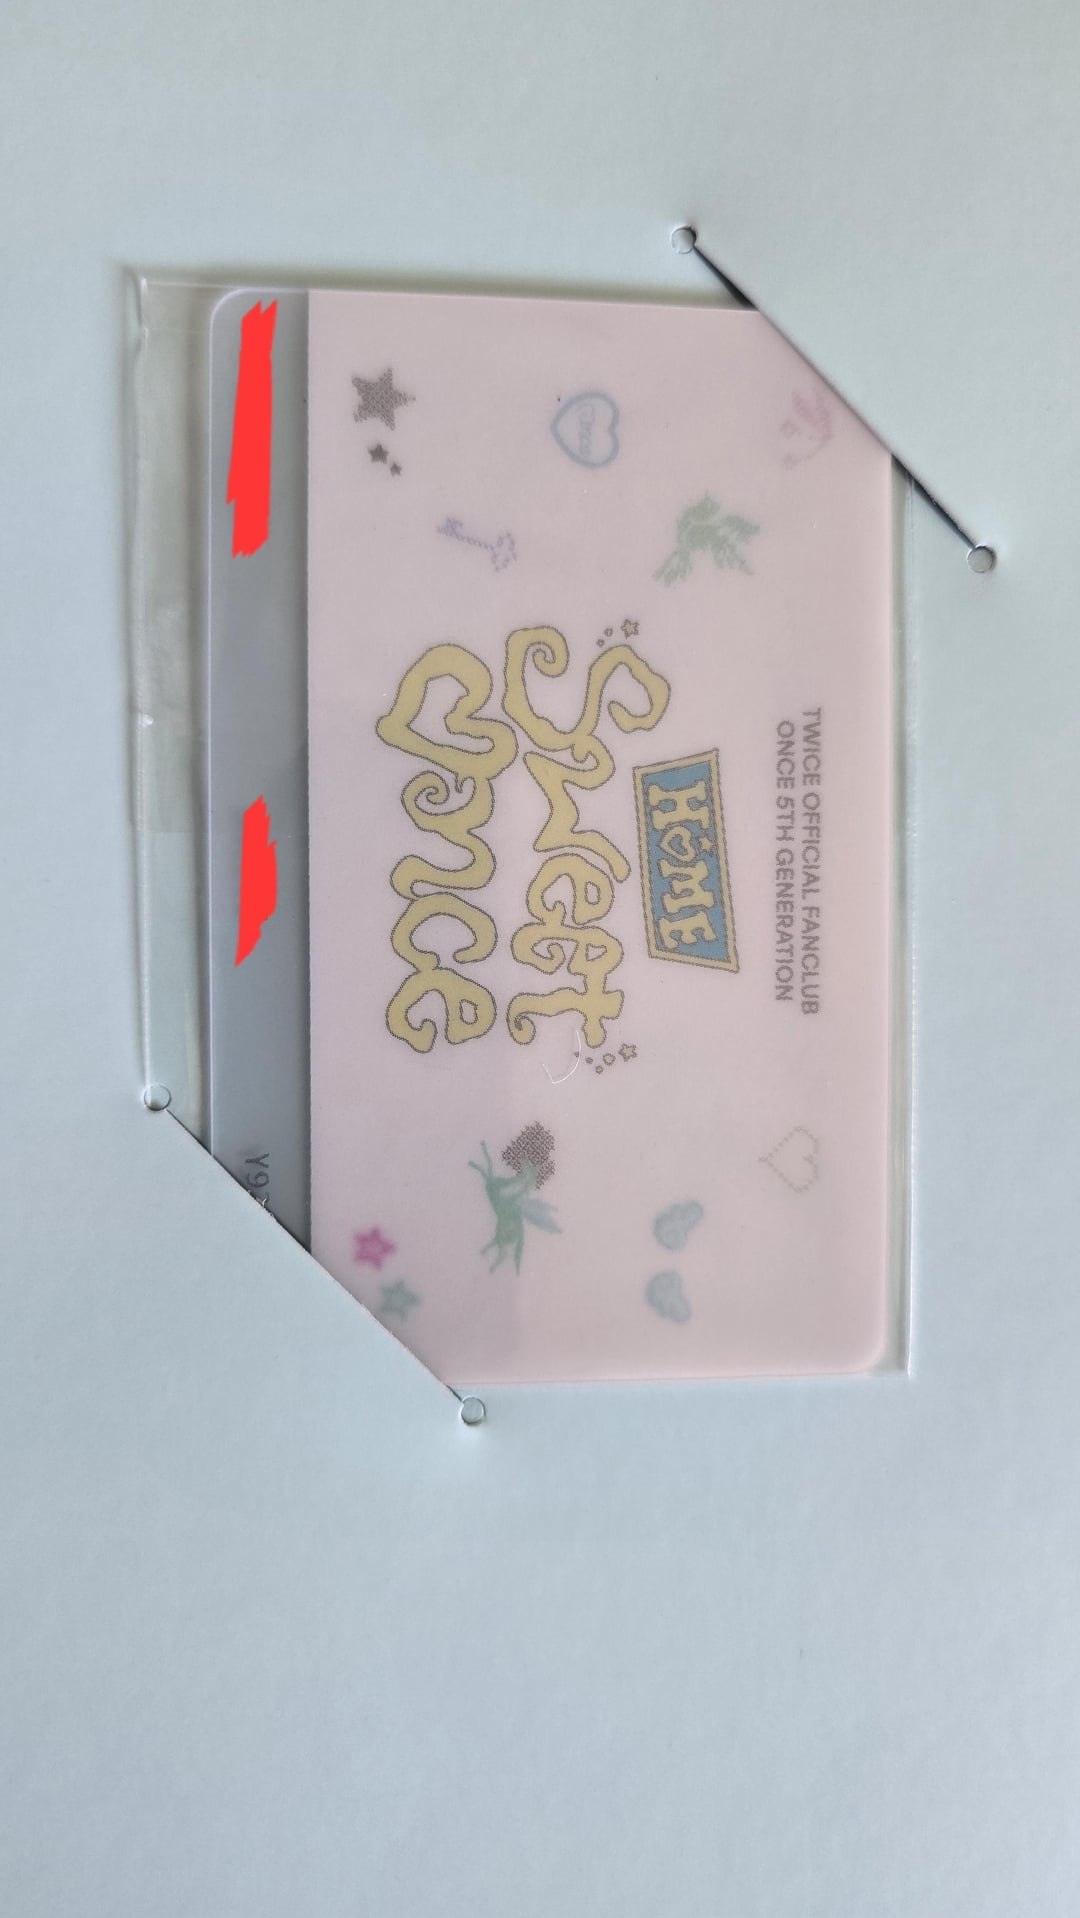 TWICE OFFICIAL FANCLUB
ONCE 5TH GENERATION
HOME
Sweet
Once